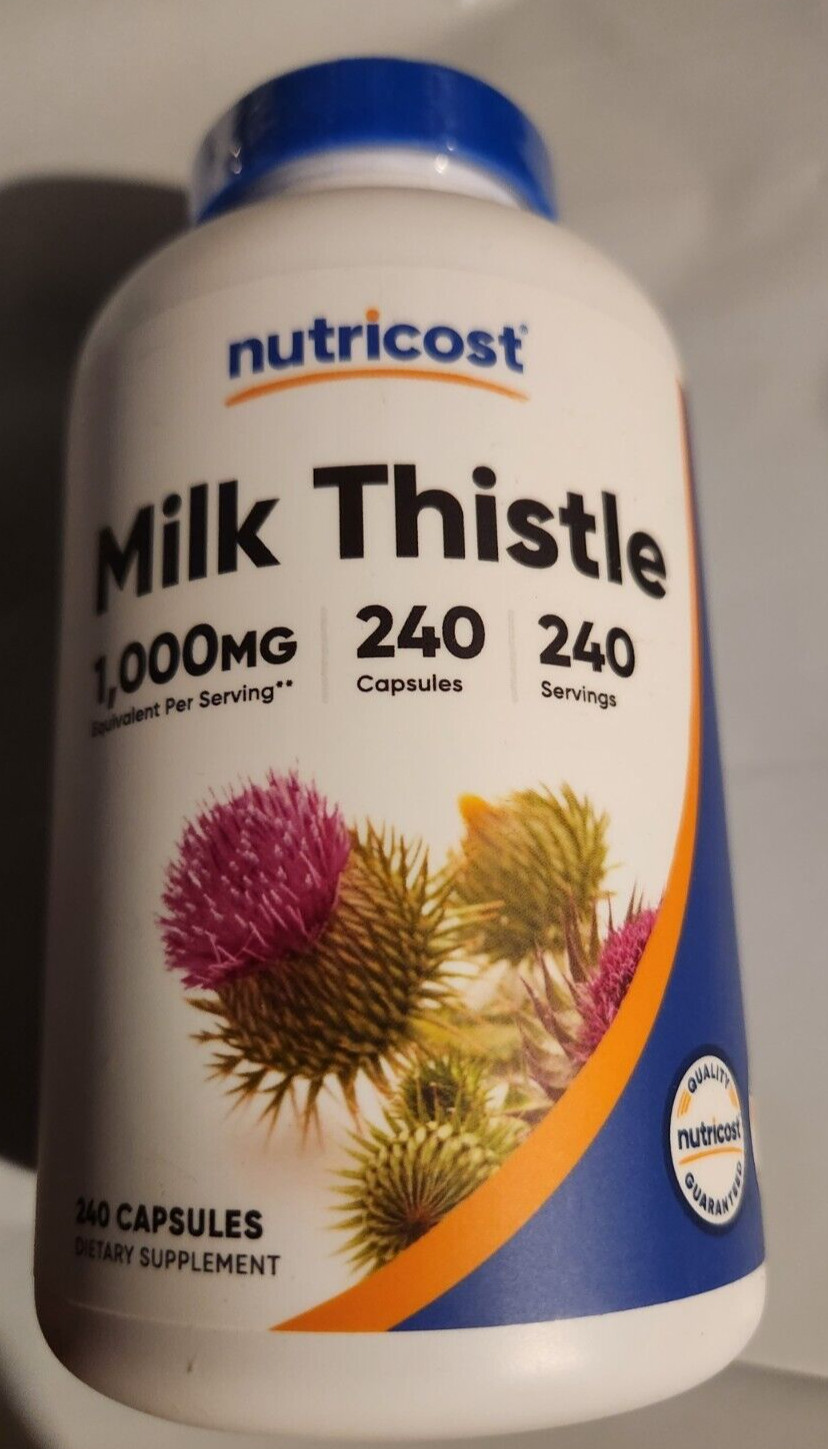 nutricost®
Milk Thistle
1,000MG
Equivalent Per Serving**
240
Capsules
240
Servings
QUALITY
nutricost
GUARANTEED
240 CAPSULES
DIETARY SUPPLEMENT